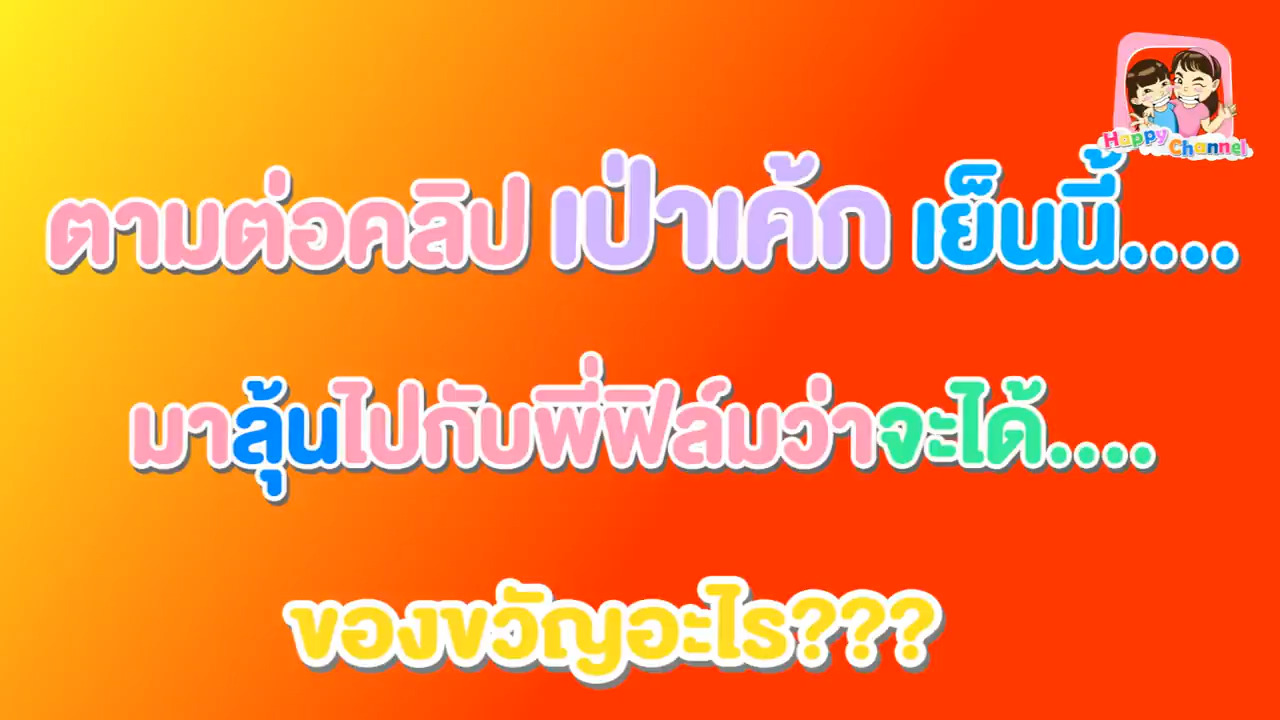 Happy
Channel
ตามต่อคลิป เป่าเค้ก เย็นนี้....
มาลุ้นไปกับพี่ฟิล์มว่าจะได้....
ของขวัญอะไร???